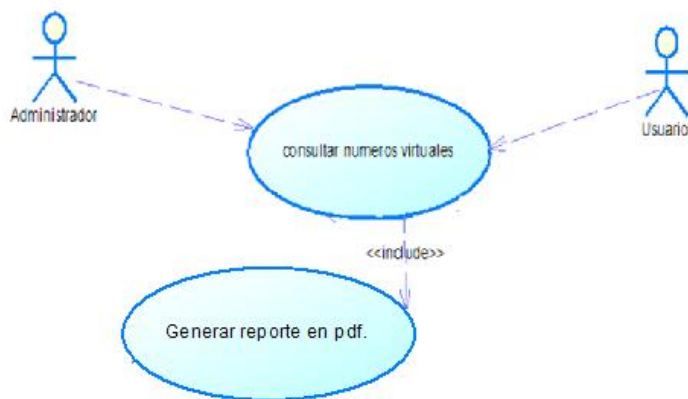 Administrador
Usuario
consultar numeros virtuales
<<include>>
Generar reporte en pdf.